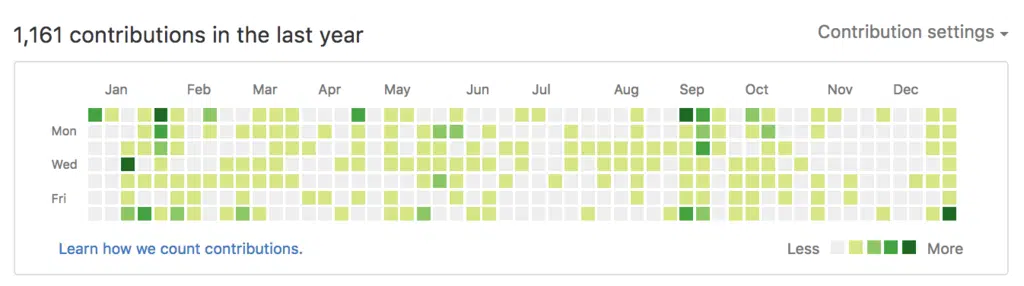 1,161 contributions in the last year
Contribution settings
Jan Feb Mar Apr May Jun Jul Aug Sep Oct Nov Dec
Mon
Wed
Fri
Learn how we count contributions.
Less More